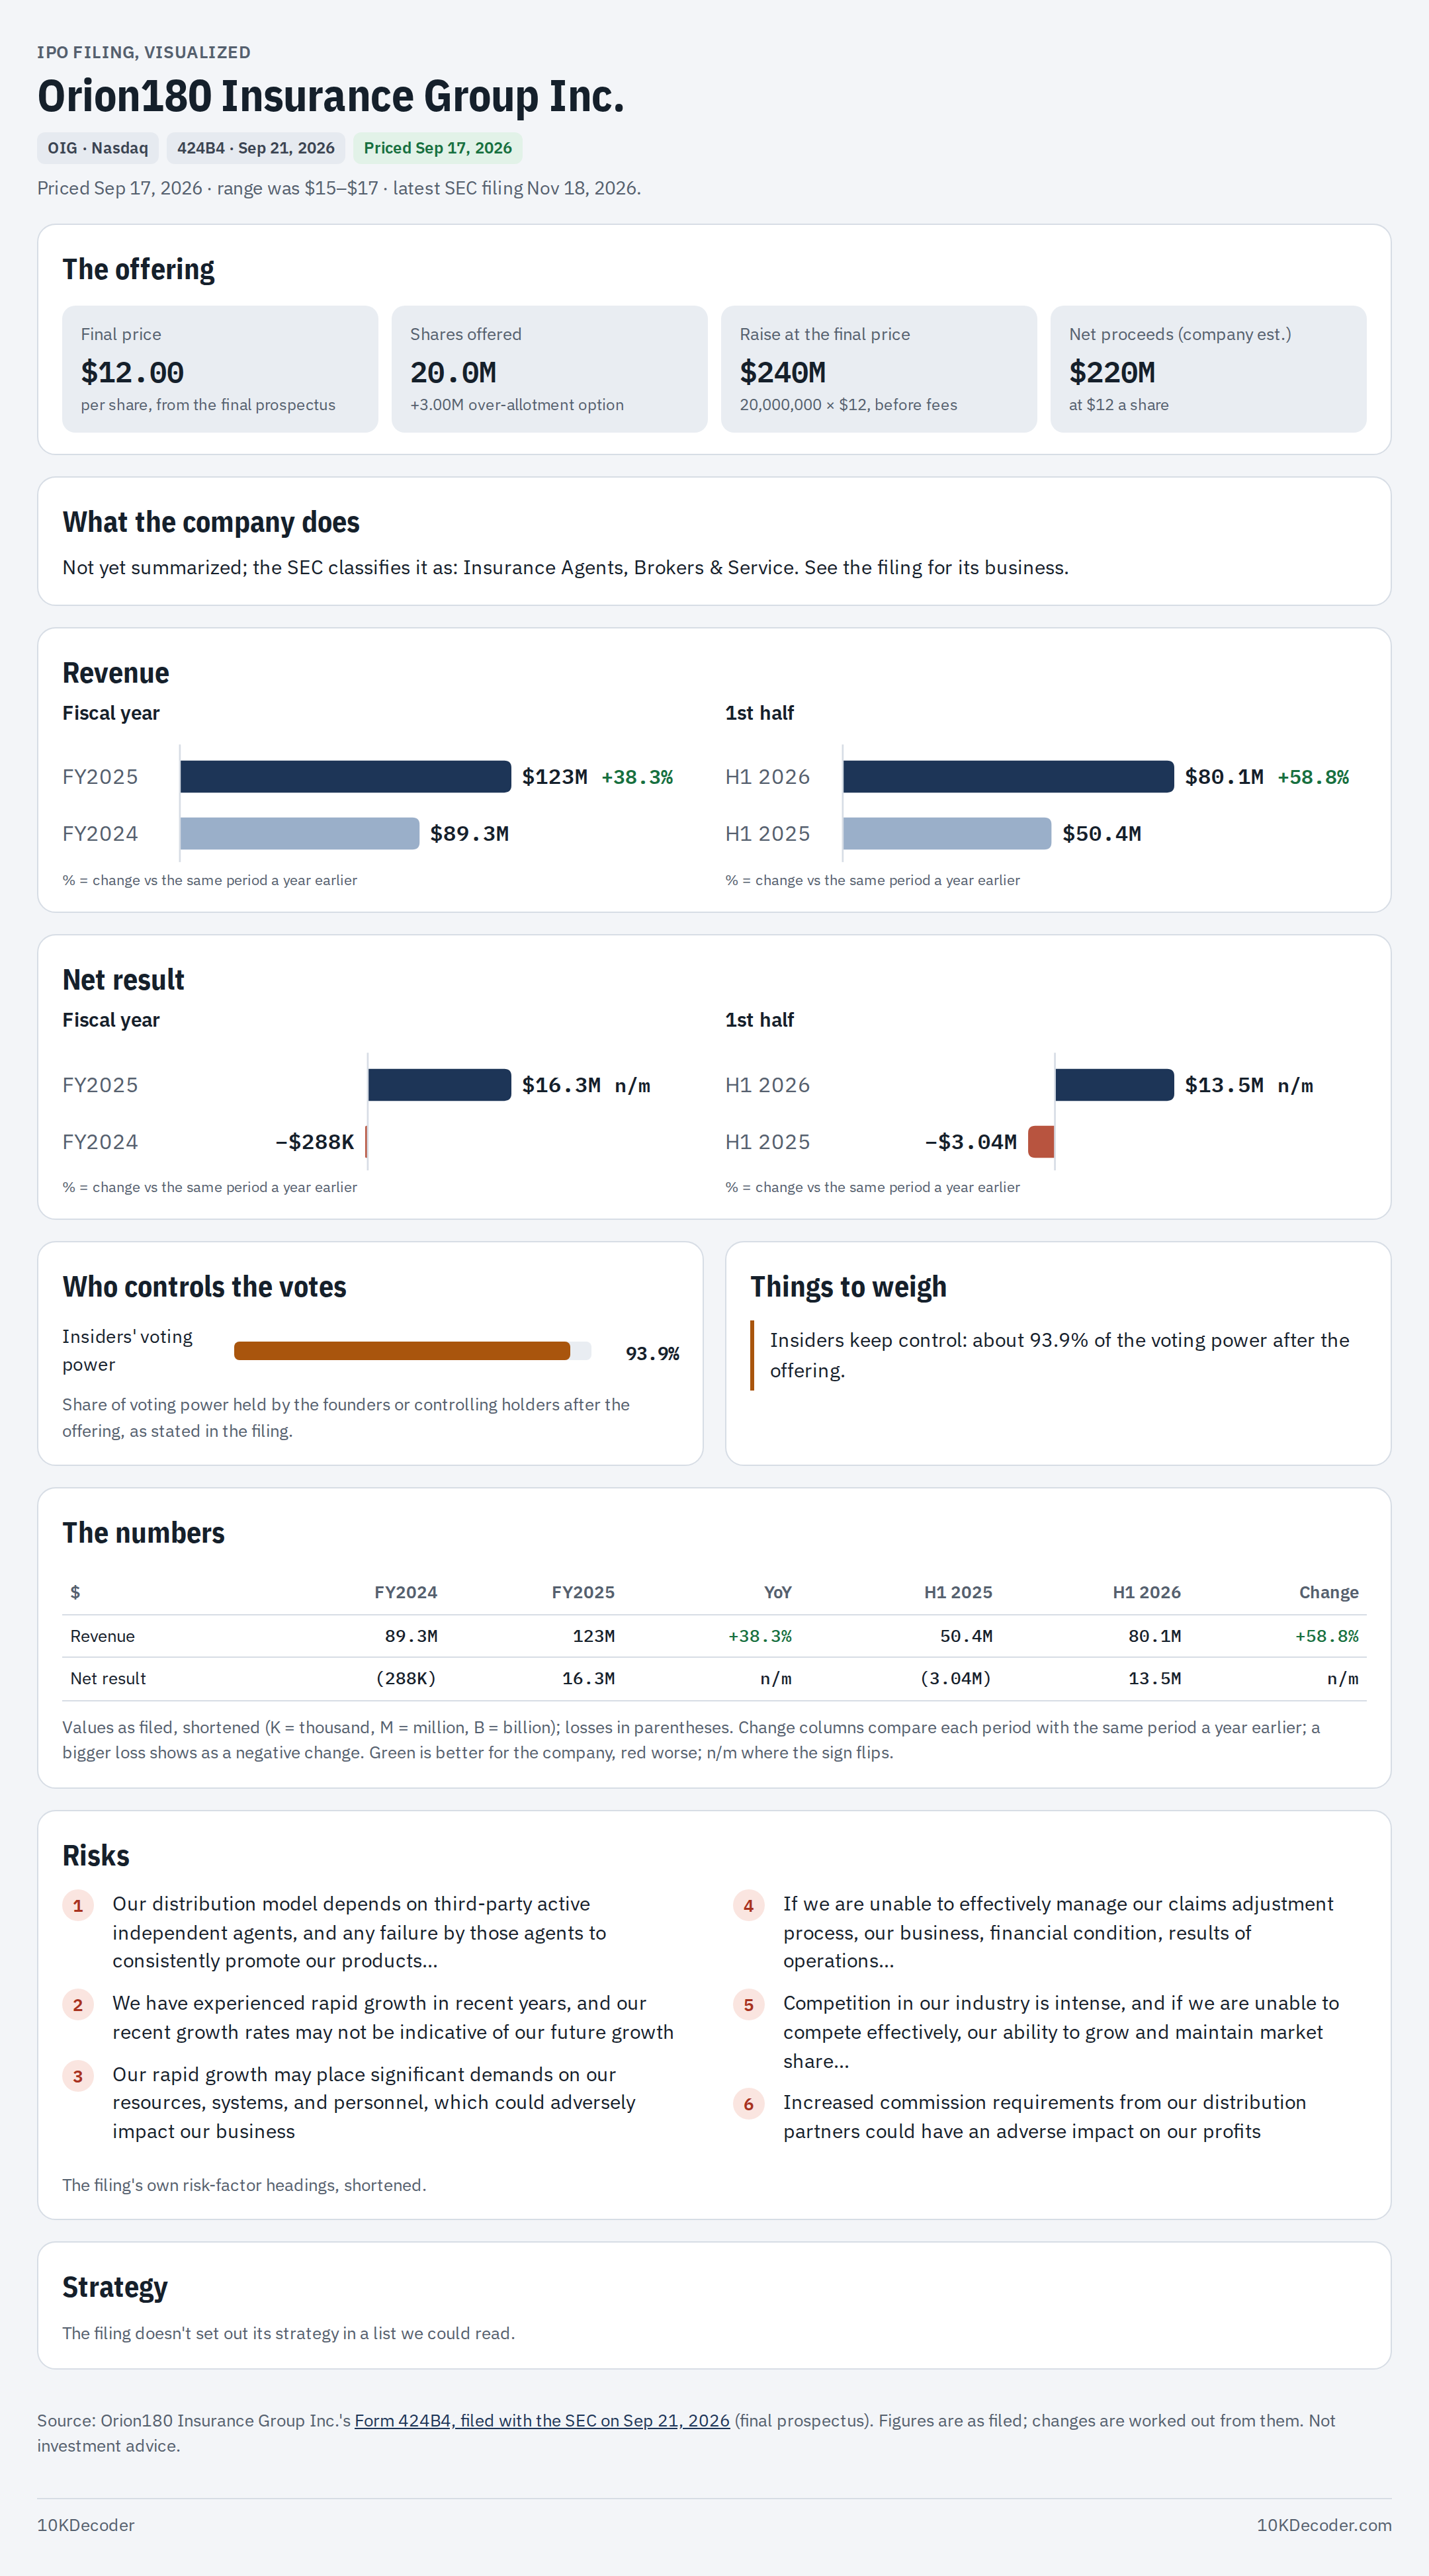 IPO FILING, VISUALIZED
Orion180 Insurance Group Inc.
OIG · Nasdaq
424B4 · Sep 21, 2026
Priced Sep 17, 2026
Priced Sep 17, 2026 · range was $15–$17 · latest SEC filing Nov 18, 2026.
The offering
Final price
$12.00
per share, from the final prospectus
Shares offered
20.0M
+3.00M over-allotment option
Raise at the final price
$240M
20,000,000 × $12, before fees
Net proceeds (company est.)
$220M
at $12 a share
What the company does
Not yet summarized; the SEC classifies it as: Insurance Agents, Brokers & Service. See the filing for its business.
Revenue
Fiscal year
FY2025 $123M +38.3%
FY2024 $89.3M
% = change vs the same period a year earlier
1st half
H1 2026 $80.1M +58.8%
H1 2025 $50.4M
% = change vs the same period a year earlier
Net result
Fiscal year
FY2025 $16.3M n/m
FY2024 −$288K
% = change vs the same period a year earlier
1st half
H1 2026 $13.5M n/m
H1 2025 −$3.04M
% = change vs the same period a year earlier
Who controls the votes
Insiders' voting
power
93.9%
Share of voting power held by the founders or controlling holders after the
offering, as stated in the filing.
Things to weigh
Insiders keep control: about 93.9% of the voting power after the
offering.
The numbers
$ FY2024 FY2025 YoY H1 2025 H1 2026 Change
Revenue 89.3M 123M +38.3% 50.4M 80.1M +58.8%
Net result (288K) 16.3M n/m (3.04M) 13.5M n/m
Values as filed, shortened (K = thousand, M = million, B = billion); losses in parentheses. Change columns compare each period with the same period a year earlier; a
bigger loss shows as a negative change. Green is better for the company, red worse; n/m where the sign flips.
Risks
1 Our distribution model depends on third-party active
independent agents, and any failure by those agents to
consistently promote our products…
2 We have experienced rapid growth in recent years, and our
recent growth rates may not be indicative of our future growth
3 Our rapid growth may place significant demands on our
resources, systems, and personnel, which could adversely
impact our business
4 If we are unable to effectively manage our claims adjustment
process, our business, financial condition, results of
operations…
5 Competition in our industry is intense, and if we are unable to
compete effectively, our ability to grow and maintain market
share…
6 Increased commission requirements from our distribution
partners could have an adverse impact on our profits
The filing's own risk-factor headings, shortened.
Strategy
The filing doesn't set out its strategy in a list we could read.
Source: Orion180 Insurance Group Inc.'s Form 424B4, filed with the SEC on Sep 21, 2026 (final prospectus). Figures are as filed; changes are worked out from them. Not
investment advice.
10KDecoder
10KDecoder.com